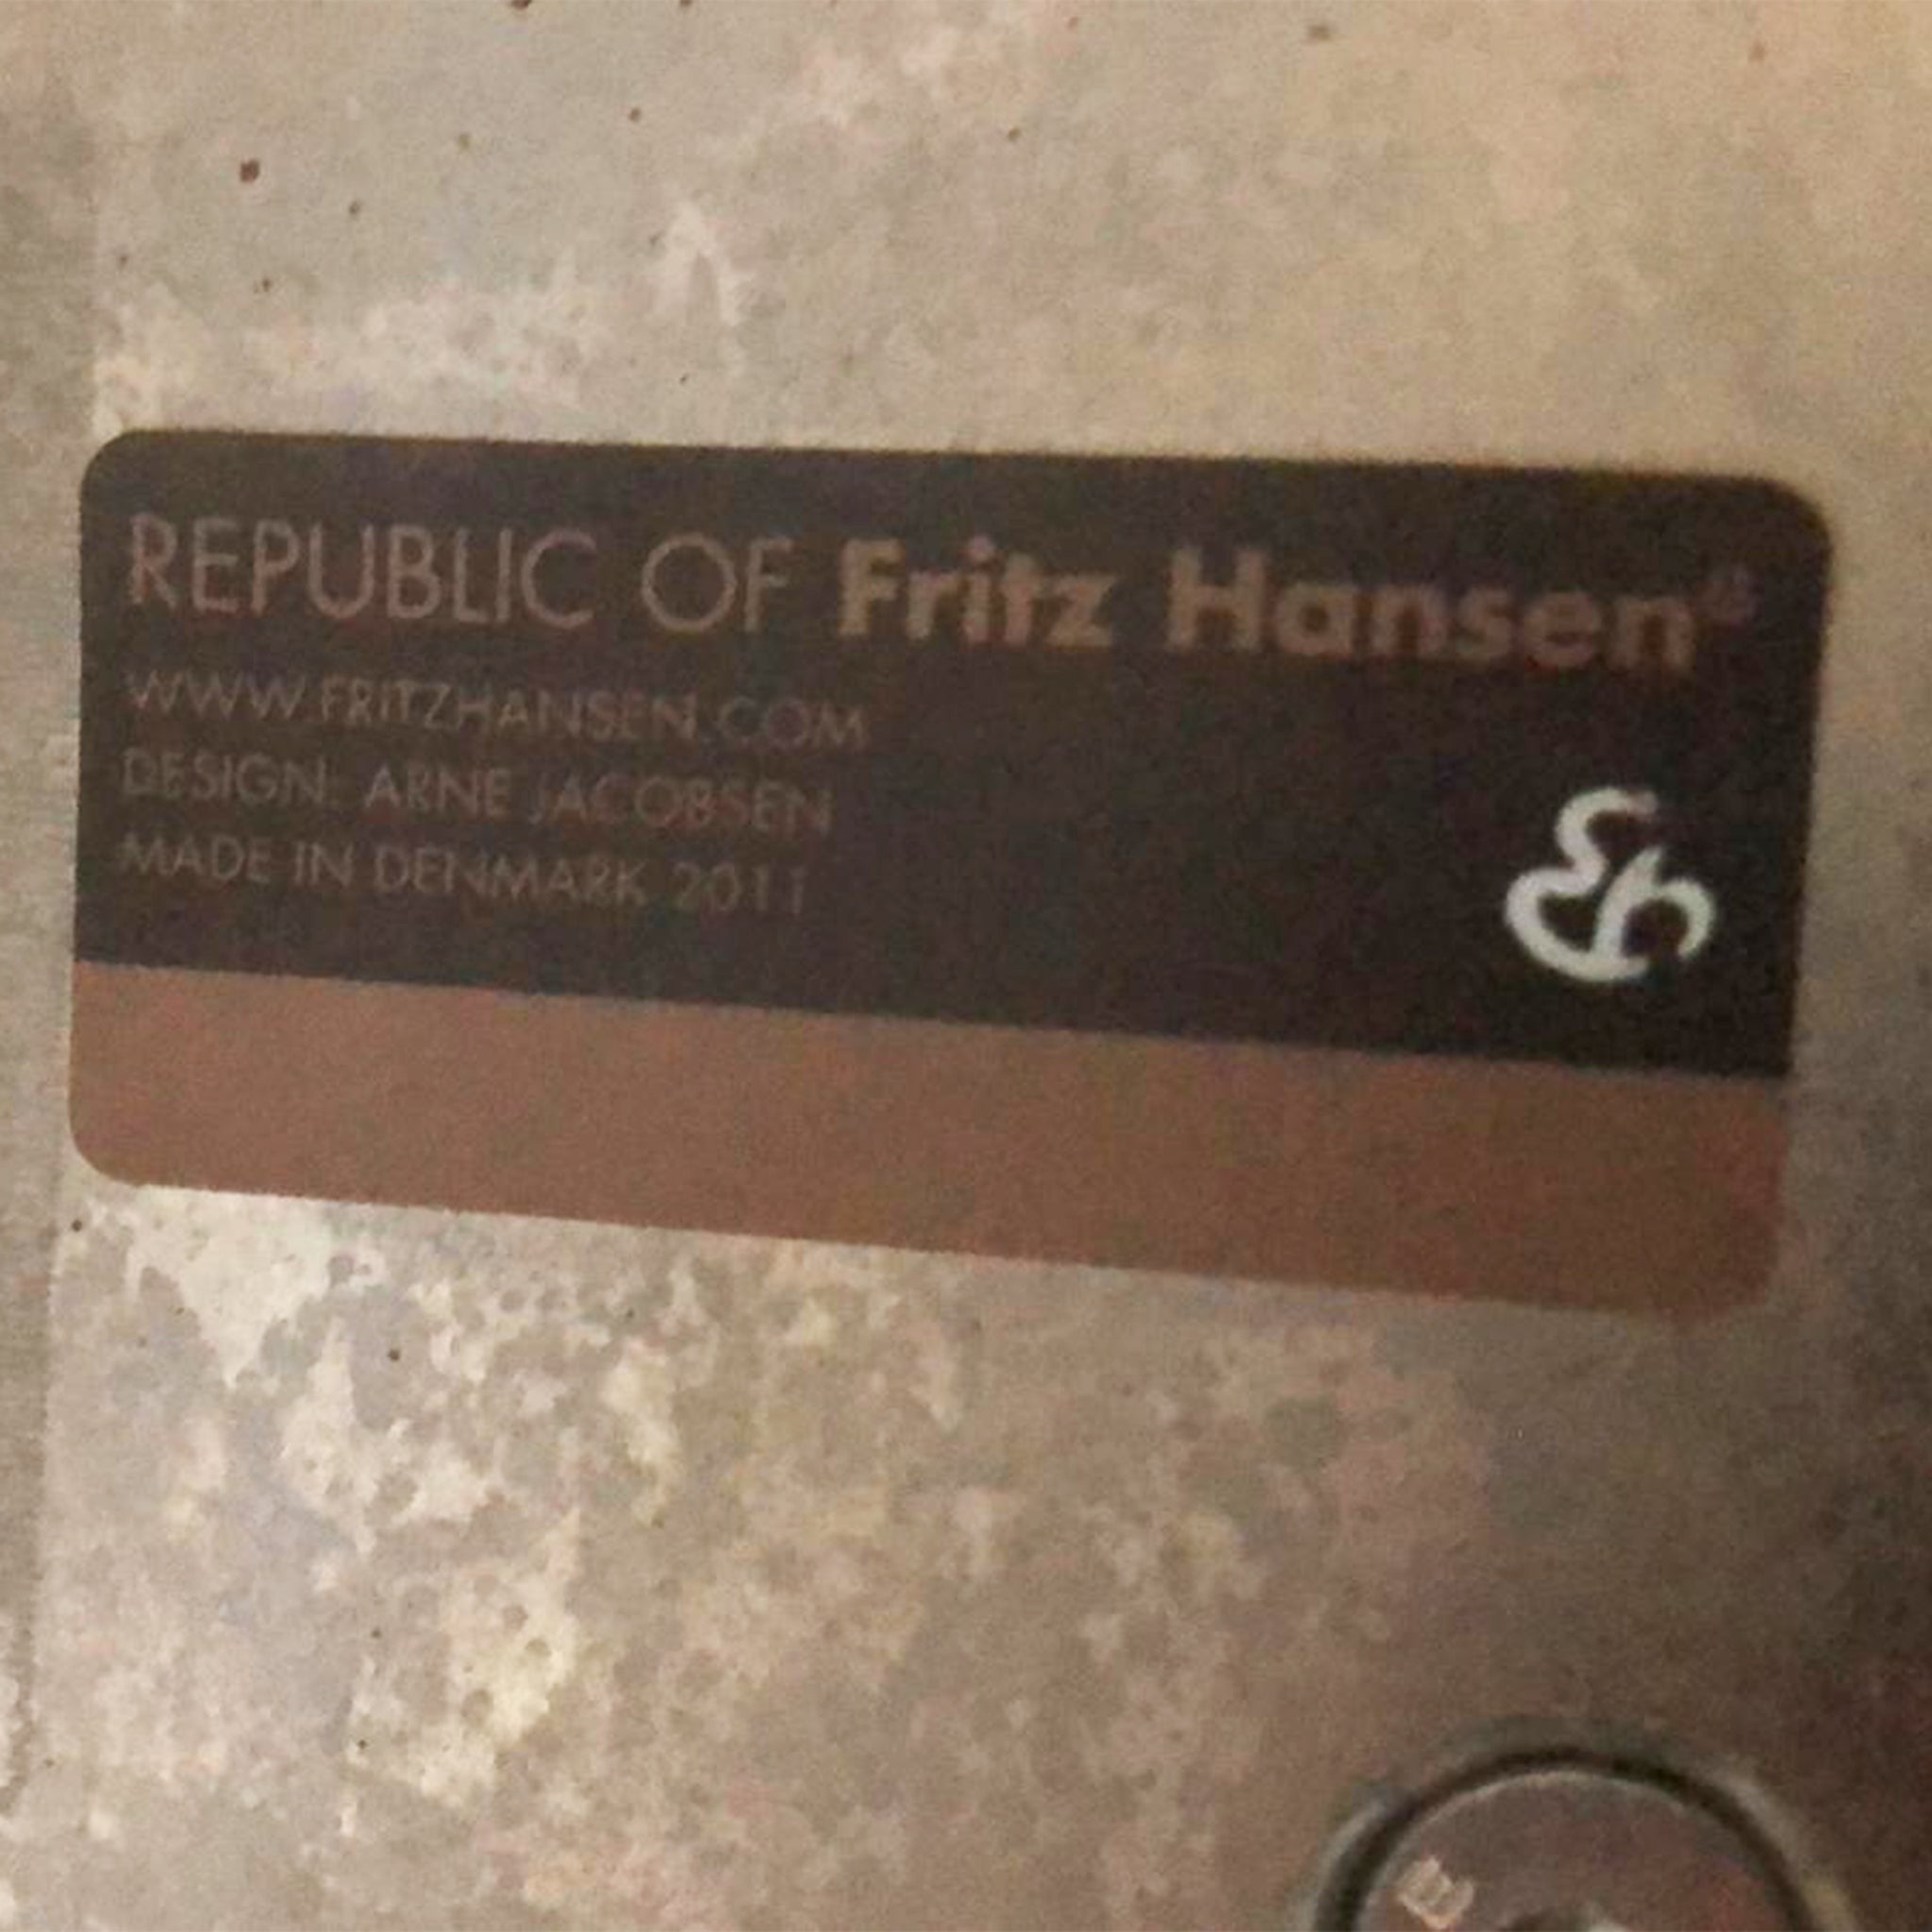 REPUBLIC OF Fritz Hansen®
WWW.FRITZHANSEN.COM
DESIGN: ARNE JACOBSEN
MADE IN DENMARK 2011